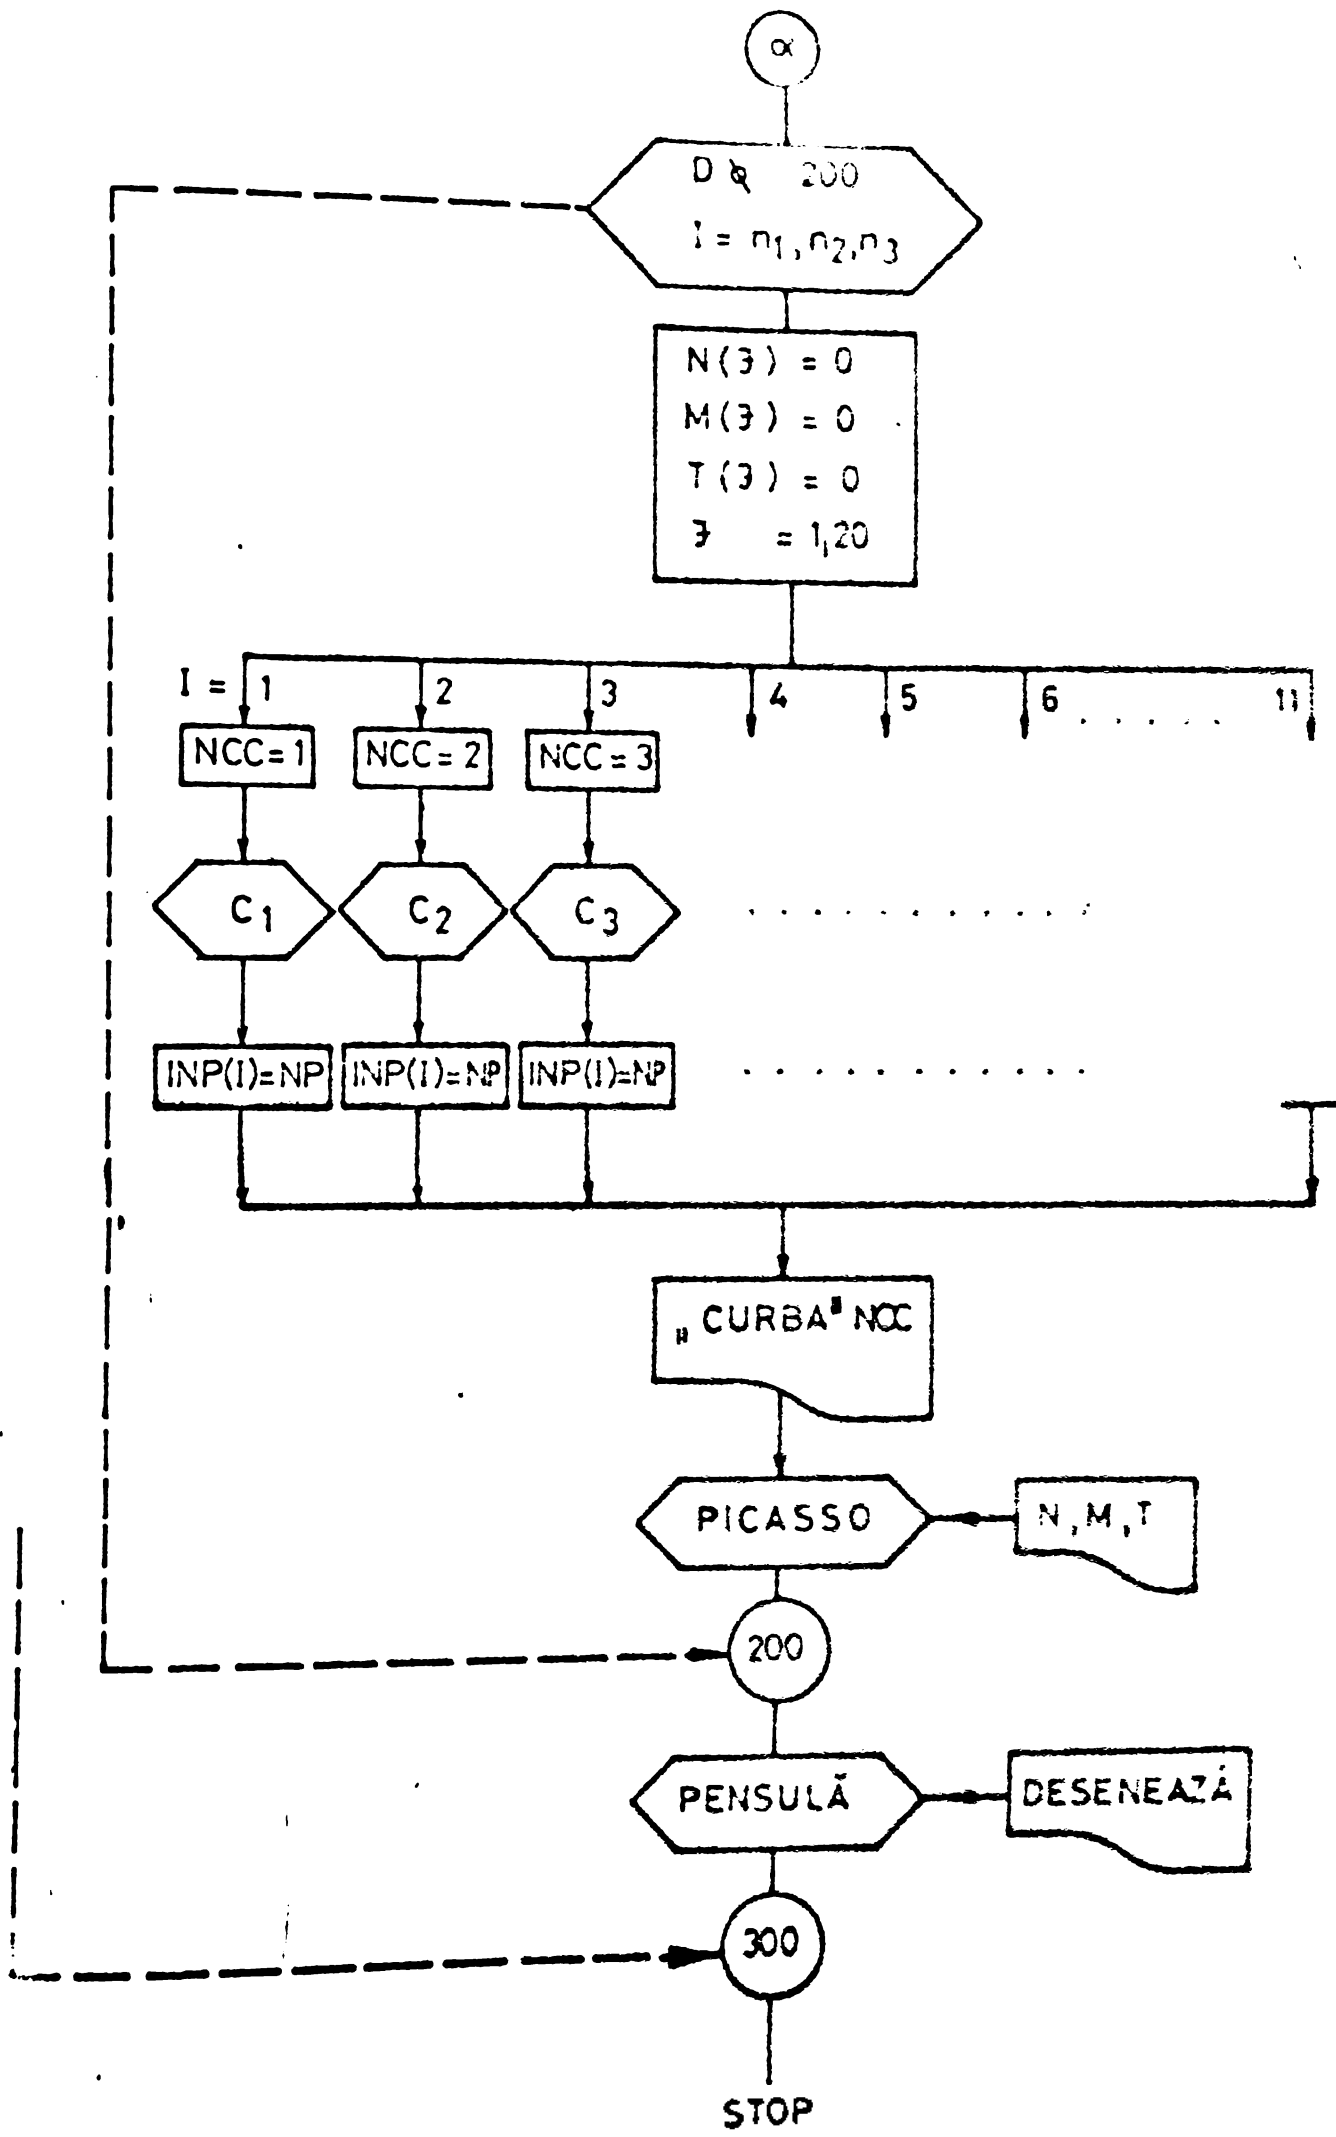 α
DØ 200
I = n1, n2, n3
N(J) = 0
M(J) = 0
T(J) = 0
J = 1,20
I = 1 2 3 4 5 6 . . . . . . 11
NCC=1 NCC=2 NCC=3
C1 C2 C3 . . . . . . . . . . .
INP(I)=NP INP(I)=NP INP(I)=NP . . . . . . . . . . .
„CURBA" NCC
PICASSO N, M, T
200
PENSULĂ DESENEAZĂ
300
STOP